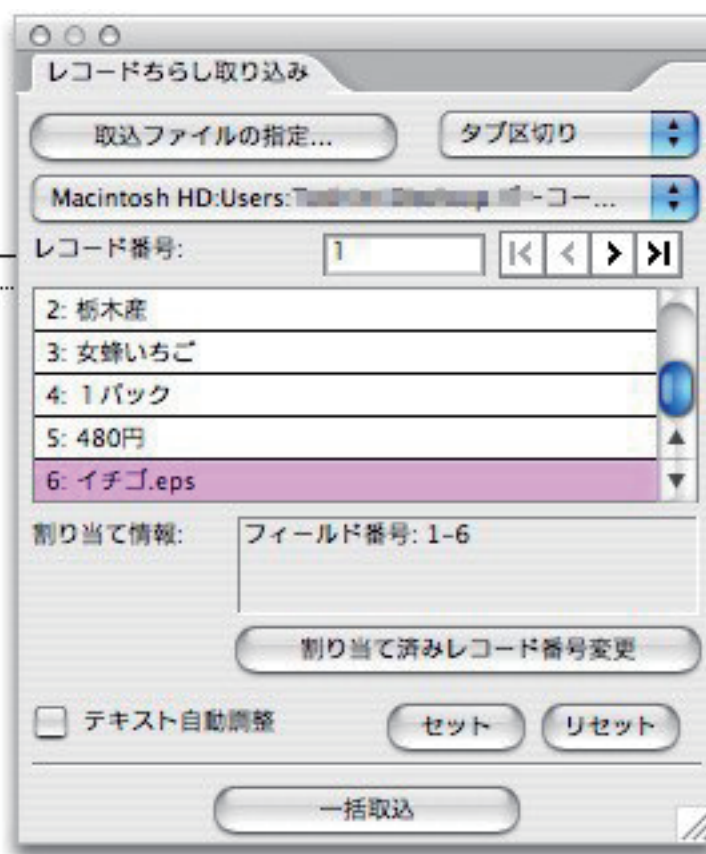 レコードちらし取り込み
取込ファイルの指定... タブ区切り
Macintosh HD:Users: ーコー...
レコード番号: 1
2: 栃木産
3: 女蜂いちご
4: 1パック
5: 480円
6: イチゴ.eps
割り当て情報: フィールド番号: 1-6
割り当て済みレコード番号変更
テキスト自動調整 セット リセット
一括取込